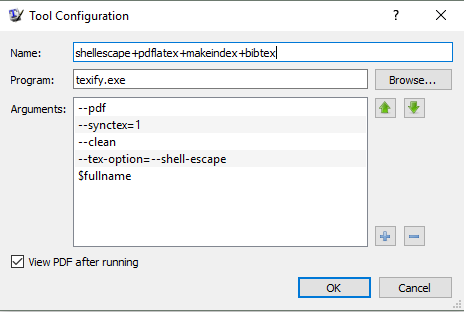 Tool Configuration
Name: shellescape+pdflatex+makeindex+bibtex
Program: texify.exe Browse...
Arguments: --pdf
--synctex=1
--clean
--tex-option=--shell-escape
$fullname
View PDF after running
OK Cancel